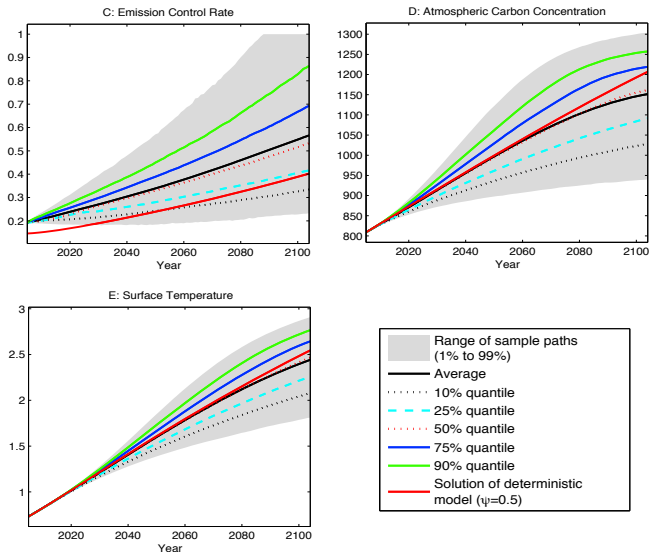 C: Emission Control Rate
1
0.9
0.8
0.7
0.6
0.5
0.4
0.3
0.2
2020
2040
2060
2080
2100
Year
D: Atmospheric Carbon Concentration
1300
1250
1200
1150
1100
1050
1000
950
900
850
800
2020
2040
2060
2080
2100
Year
E: Surface Temperature
3
2.5
2
1.5
1
2020
2040
2060
2080
2100
Year
Range of sample paths
(1% to 99%)
Average
10% quantile
25% quantile
50% quantile
75% quantile
90% quantile
Solution of deterministic
model (ψ=0.5)